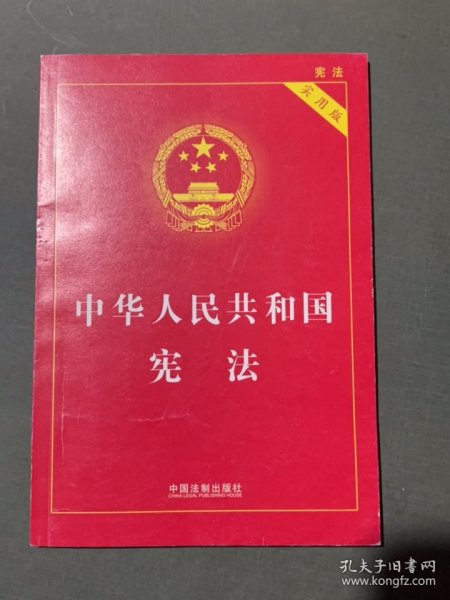 宪法
实用版
中华人民共和国
宪法
中国法制出版社
CHINA LEGAL PUBLISHING HOUSE
孔夫子旧书网
www.kongfz.com